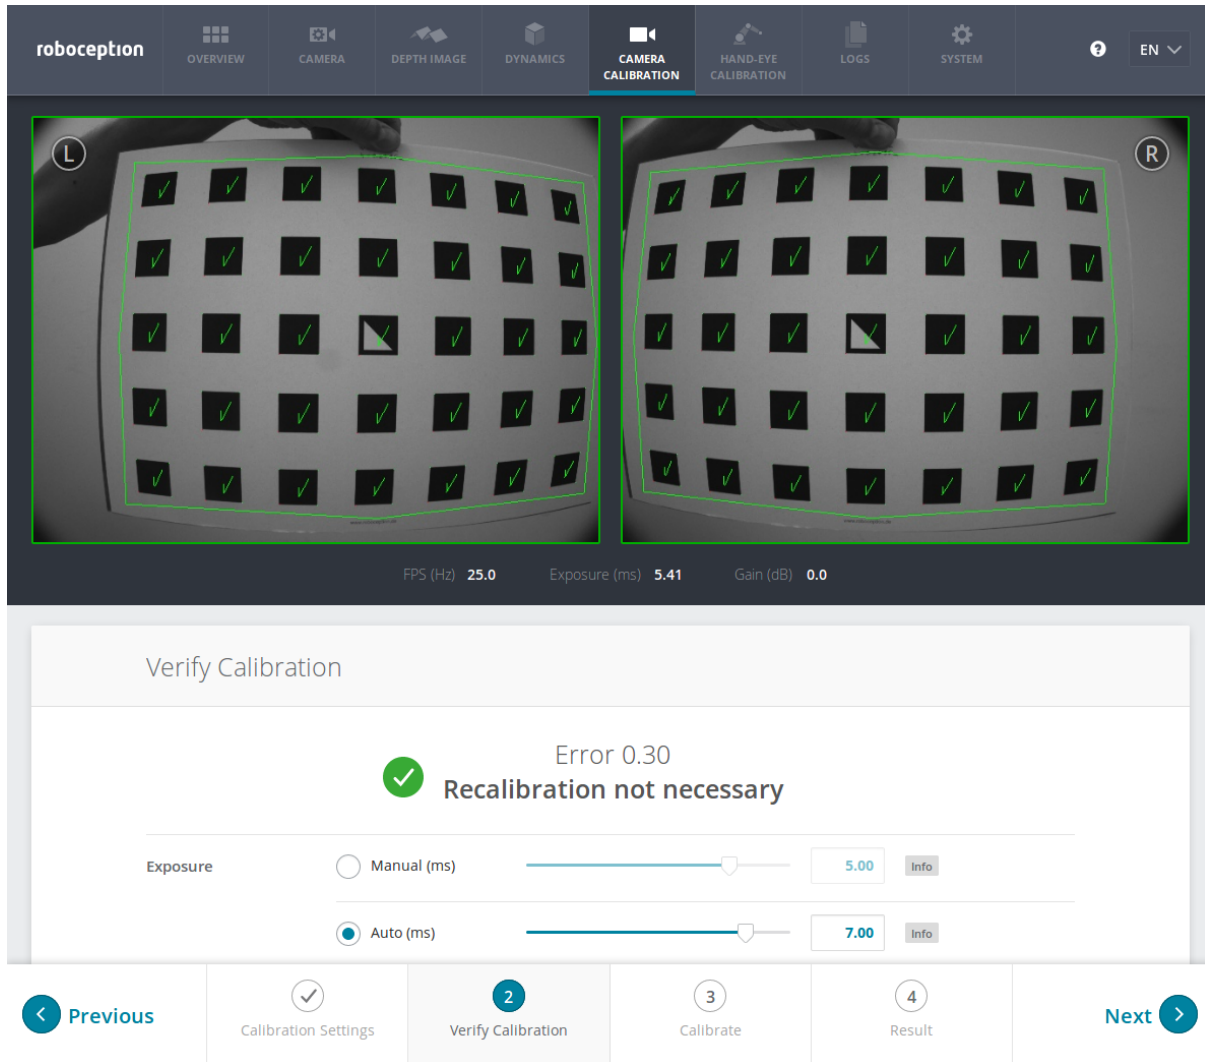 roboception
OVERVIEW
CAMERA
DEPTH IMAGE
DYNAMICS
CAMERA
CALIBRATION
HAND-EYE
CALIBRATION
LOGS
SYSTEM
?
EN
L
R
FPS (Hz) 25.0 Exposure (ms) 5.41 Gain (dB) 0.0
Verify Calibration
Error 0.30
Recalibration not necessary
Exposure Manual (ms) 5.00 Info
Auto (ms) 7.00 Info
Previous
Calibration Settings
2
Verify Calibration
3
Calibrate
4
Result
Next